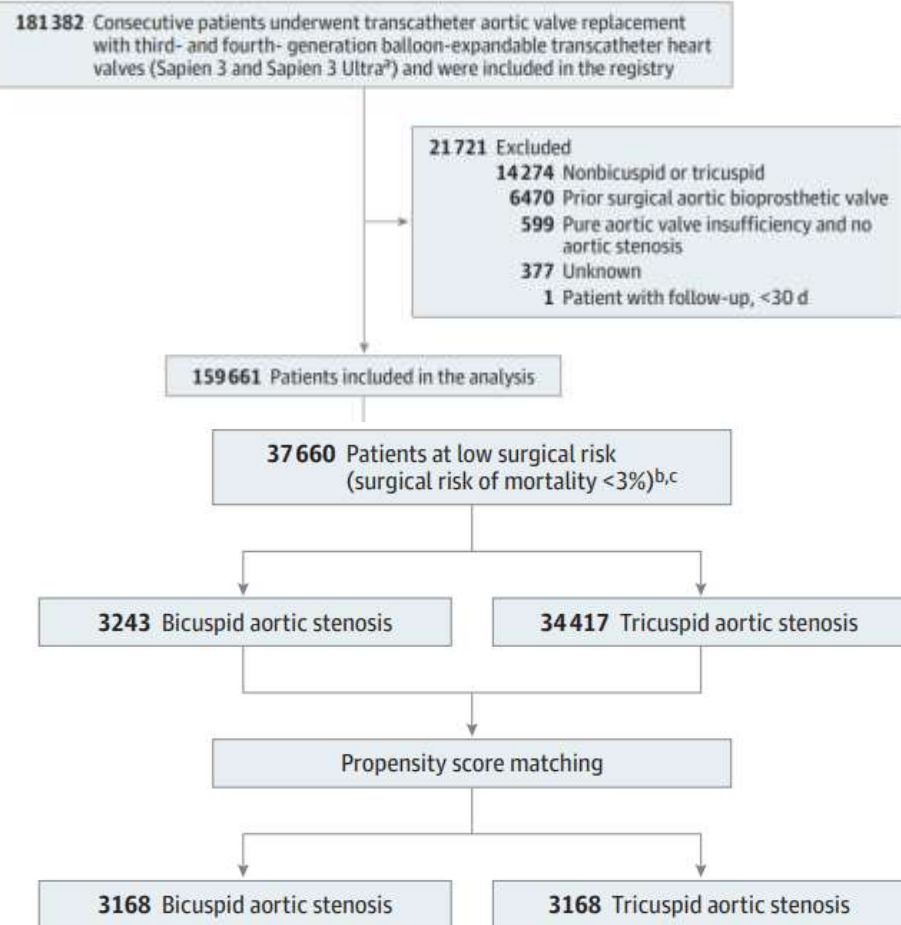 181382 Consecutive patients underwent transcatheter aortic valve replacement
with third- and fourth- generation balloon-expandable transcatheter heart
valves (Sapien 3 and Sapien 3 Ultraᵃ) and were included in the registry
21721 Excluded
14274 Nonbicuspid or tricuspid
6470 Prior surgical aortic bioprosthetic valve
599 Pure aortic valve insufficiency and no
aortic stenosis
377 Unknown
1 Patient with follow-up, <30 d
159661 Patients included in the analysis
37660 Patients at low surgical risk
(surgical risk of mortality <3%)ᵇ,ᶜ
3243 Bicuspid aortic stenosis
34417 Tricuspid aortic stenosis
Propensity score matching
3168 Bicuspid aortic stenosis
3168 Tricuspid aortic stenosis